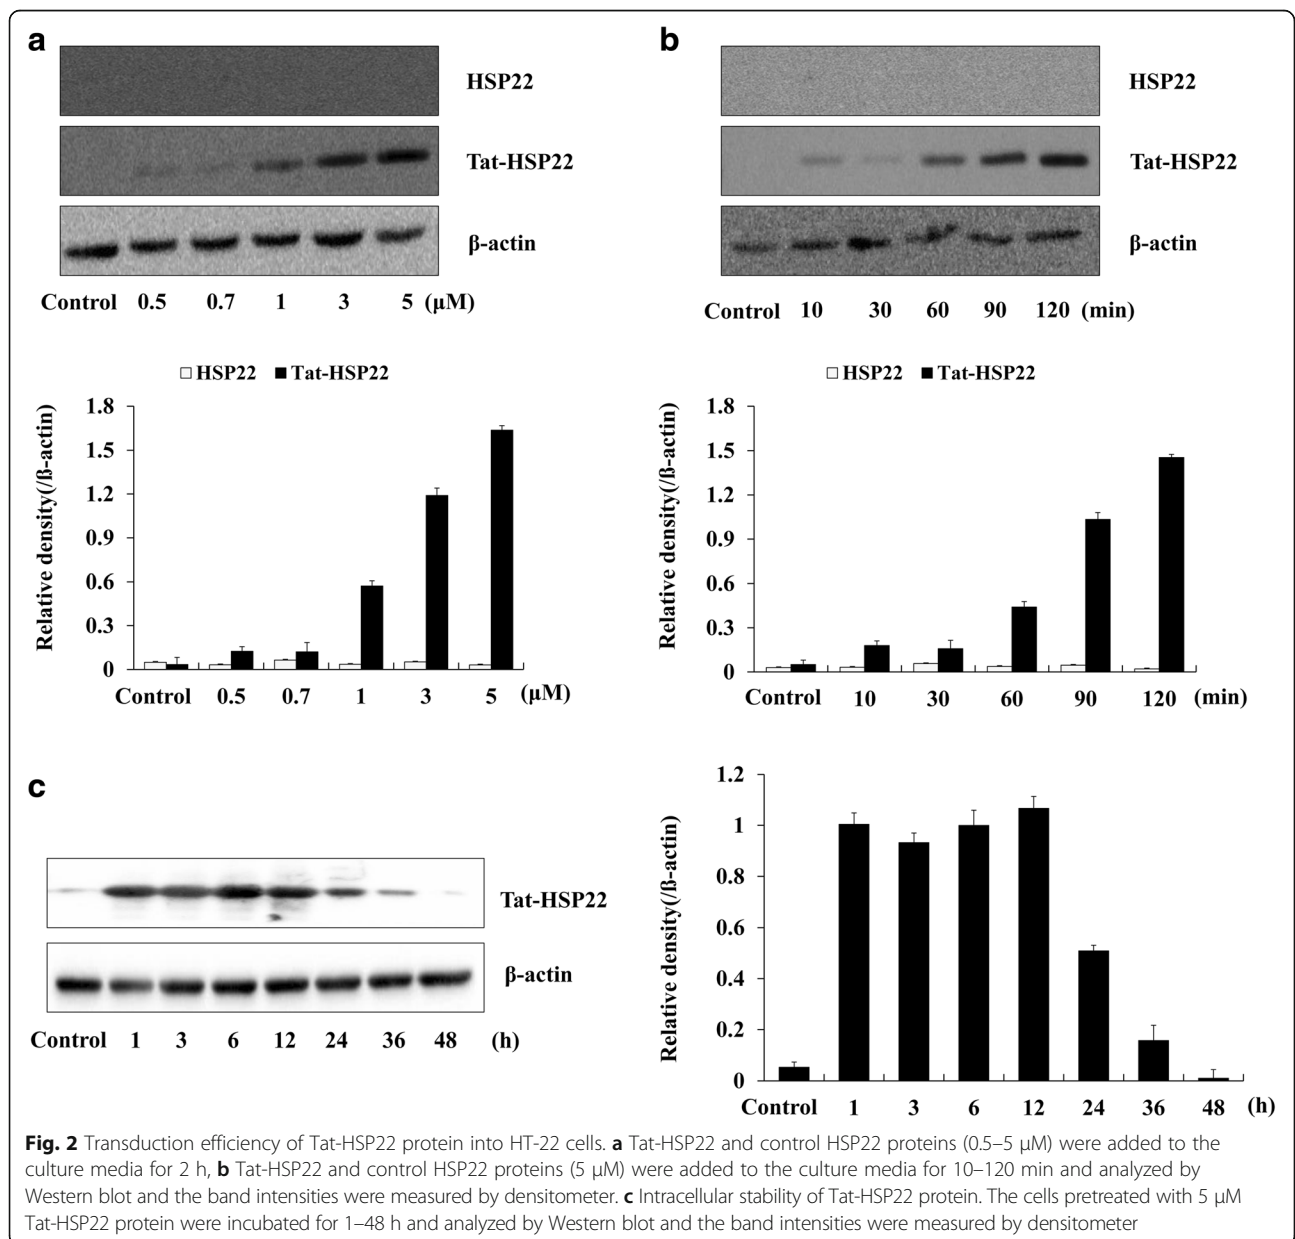 a
HSP22
Tat-HSP22
β-actin
Control 0.5 0.7 1 3 5 (μM)
HSP22 Tat-HSP22
Relative density(/ß-actin)
1.8
1.5
1.2
0.9
0.6
0.3
0
Control 0.5 0.7 1 3 5 (μM)
b
HSP22
Tat-HSP22
β-actin
Control 10 30 60 90 120 (min)
HSP22 Tat-HSP22
Relative density(/ß-actin)
1.8
1.5
1.2
0.9
0.6
0.3
0
Control 10 30 60 90 120 (min)
c
Tat-HSP22
β-actin
Control 1 3 6 12 24 36 48 (h)
Relative density(/ß-actin)
1.2
1
0.8
0.6
0.4
0.2
0
Control 1 3 6 12 24 36 48 (h)
Fig. 2 Transduction efficiency of Tat-HSP22 protein into HT-22 cells. a Tat-HSP22 and control HSP22 proteins (0.5–5 μM) were added to the
culture media for 2 h, b Tat-HSP22 and control HSP22 proteins (5 μM) were added to the culture media for 10–120 min and analyzed by
Western blot and the band intensities were measured by densitometer. c Intracellular stability of Tat-HSP22 protein. The cells pretreated with 5 μM
Tat-HSP22 protein were incubated for 1–48 h and analyzed by Western blot and the band intensities were measured by densitometer